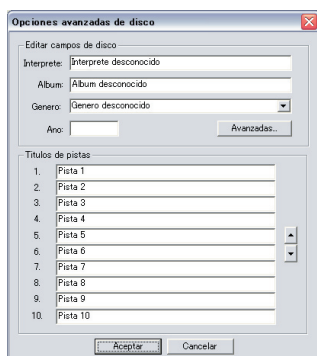 Opciones avanzadas de disco
Editar campos de disco
Interprete: Interprete desconocido
Album: Album desconocido
Genero: Genero desconocido
Ano:
Avanzadas...
Titulos de pistas
1. Pista 1
2. Pista 2
3. Pista 3
4. Pista 4
5. Pista 5
6. Pista 6
7. Pista 7
8. Pista 8
9. Pista 9
10. Pista 10
Aceptar Cancelar